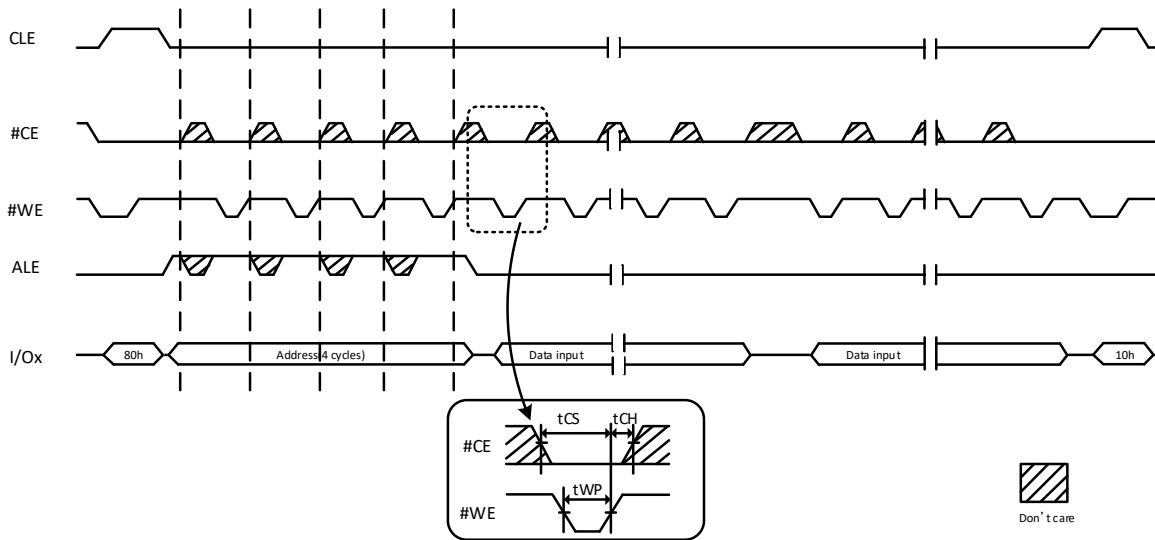 CLE
#CE
#WE
ALE
I/Ox
80h
Address(4 cycles)
Data input
Data input
10h
tCS
tCH
#CE
tWP
#WE
Don't care